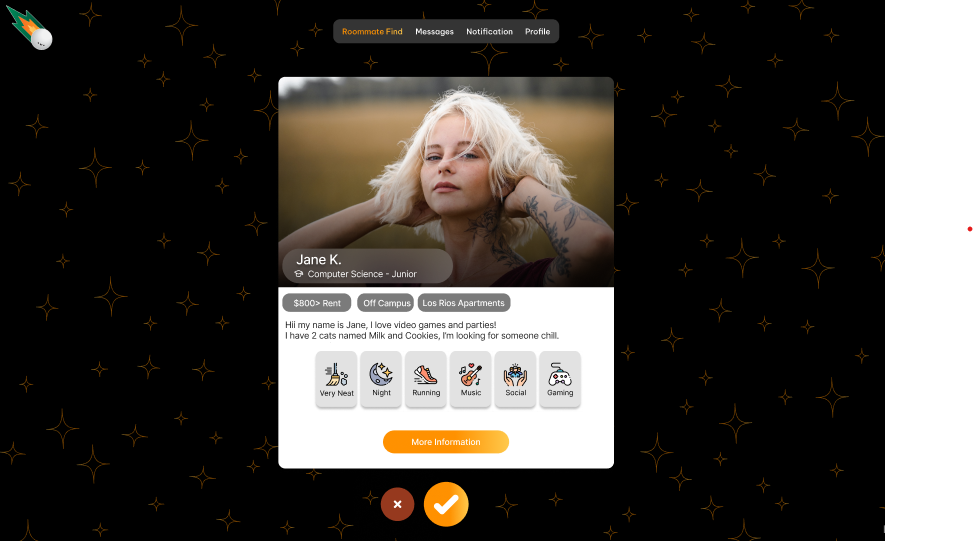 Roommate Find Messages Notification Profile
Jane K.
Computer Science - Junior
$800> Rent Off Campus Los Rios Apartments
Hii my name is Jane, I love video games and parties!
I have 2 cats named Milk and Cookies, I'm looking for someone chill.
Very Neat Night Running Music Social Gaming
More Information